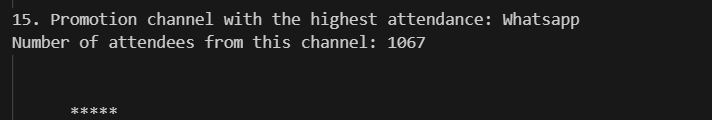 15. Promotion channel with the highest attendance: Whatsapp
Number of attendees from this channel: 1067
*****